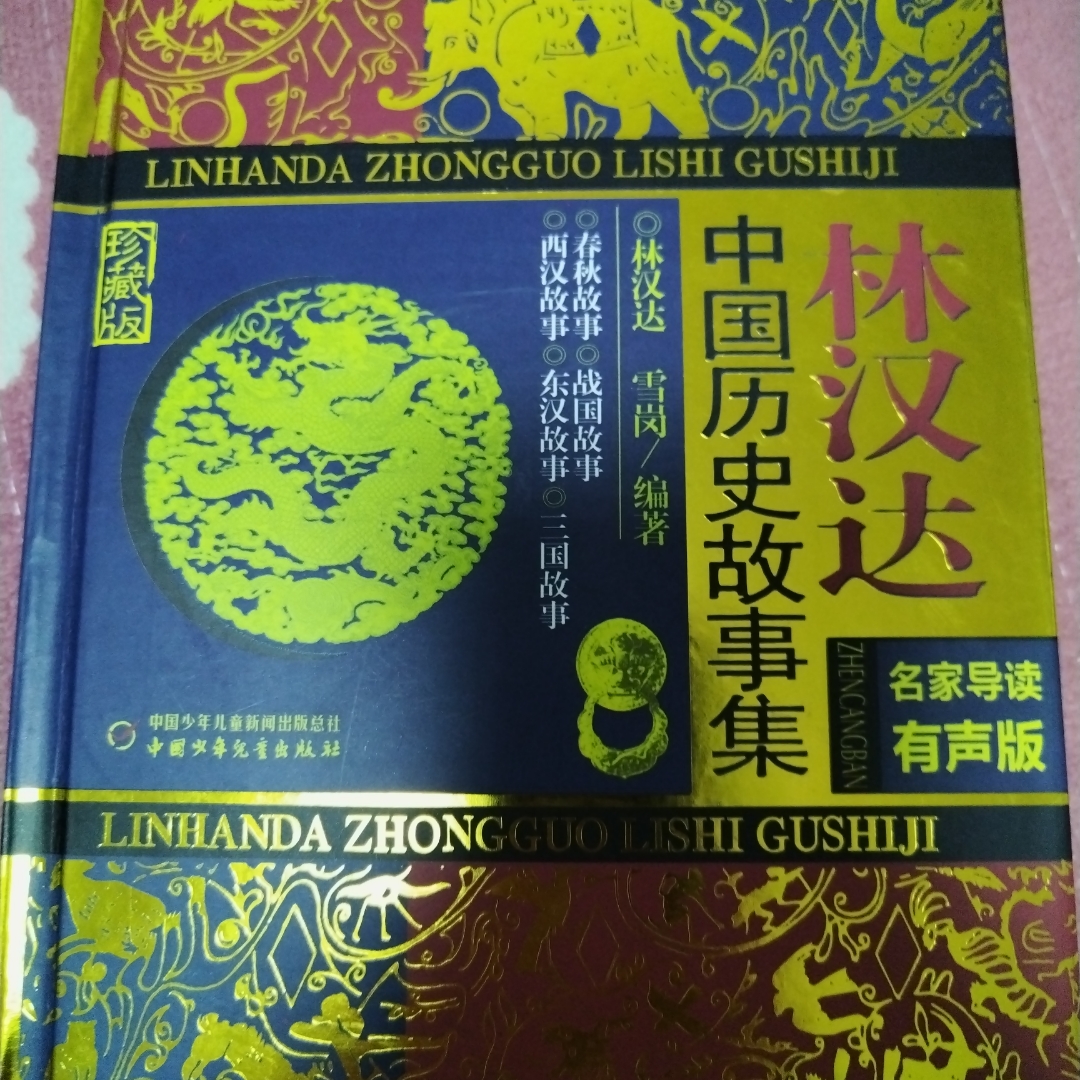 LINHANDA ZHONGGUO LISHI GUSHIJI
林汉达
中国历史故事集
◎林汉达 雪岗/编著
◎春秋故事◎战国故事
◎西汉故事◎东汉故事◎三国故事
珍藏版
名家导读
有声版
ZHENCANGBAN
中国少年儿童新闻出版总社
中国少年儿童出版社
LINHANDA ZHONGGUO LISHI GUSHIJI